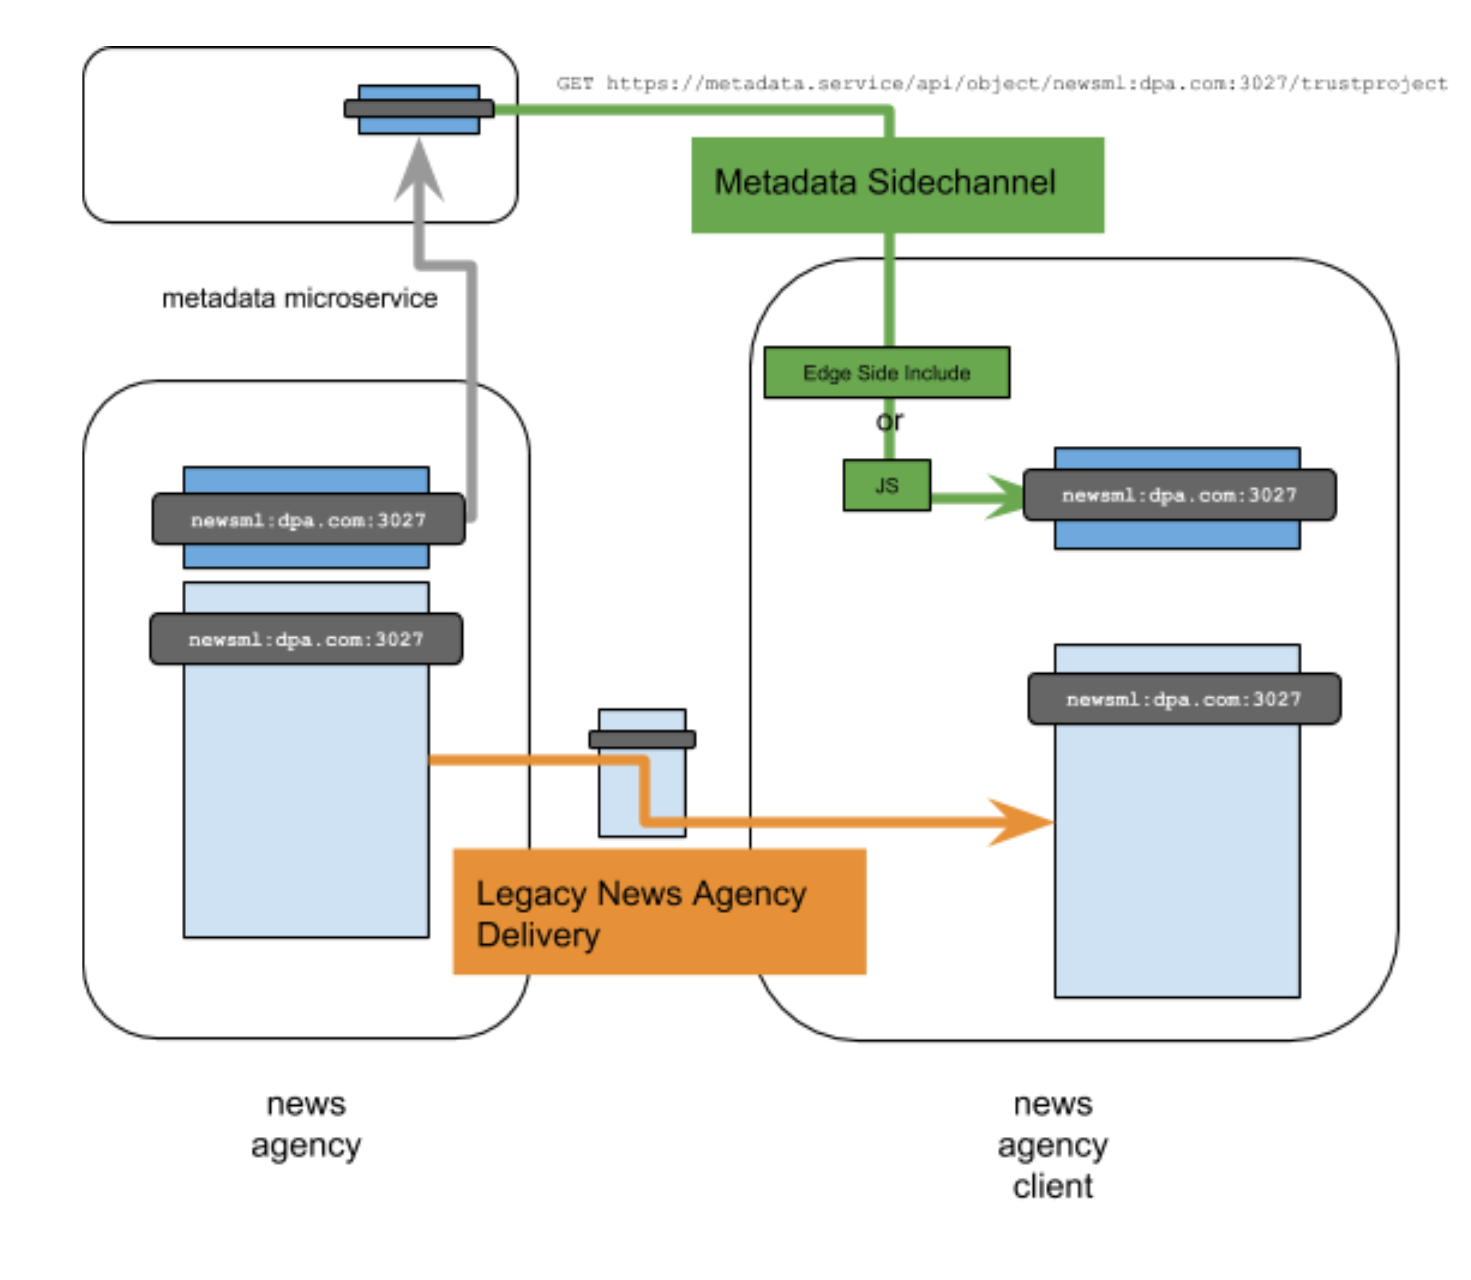 GET https://metadata.service/api/object/newsml:dpa.com:3027/trustproject
Metadata Sidechannel
metadata microservice
Edge Side Include
or
JS
newsml:dpa.com:3027
newsml:dpa.com:3027
newsml:dpa.com:3027
newsml:dpa.com:3027
Legacy News Agency
Delivery
news
agency
news
agency
client